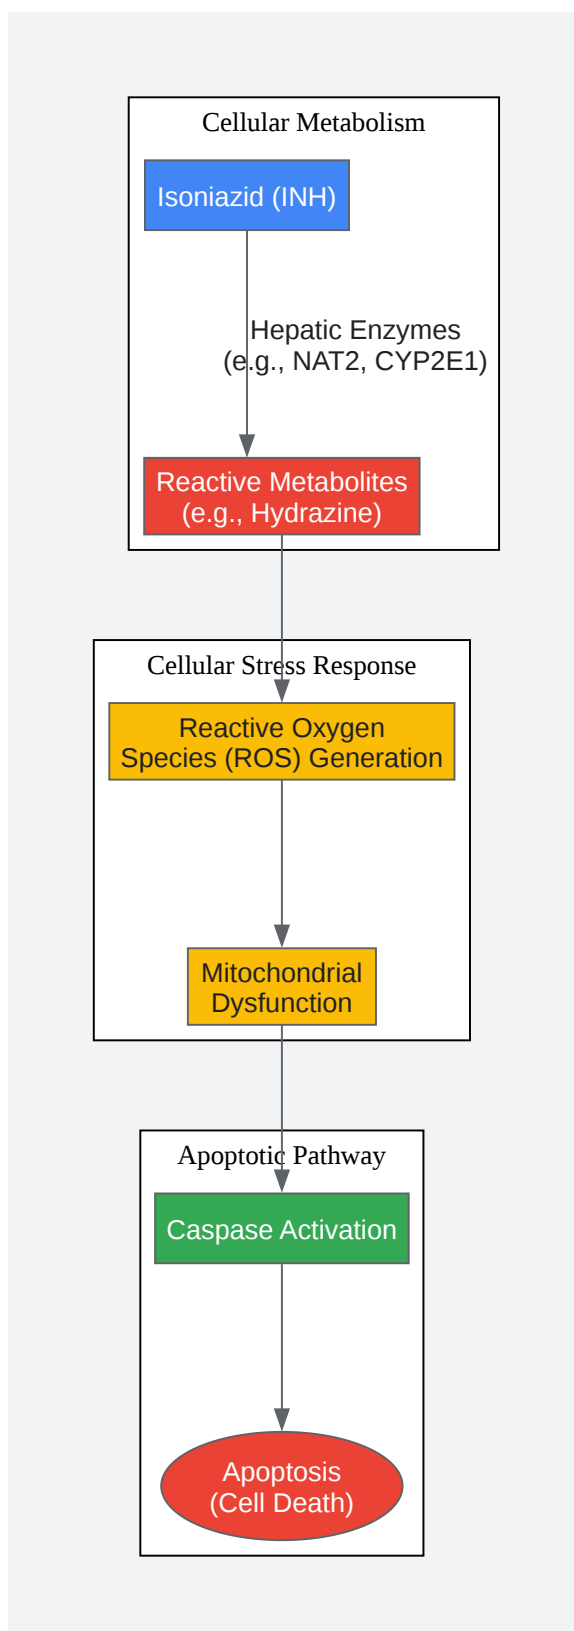 Cellular Metabolism
Isoniazid (INH)
Hepatic Enzymes
(e.g., NAT2, CYP2E1)
Reactive Metabolites
(e.g., Hydrazine)
Cellular Stress Response
Reactive Oxygen
Species (ROS) Generation
Mitochondrial
Dysfunction
Apoptotic Pathway
Caspase Activation
Apoptosis
(Cell Death)